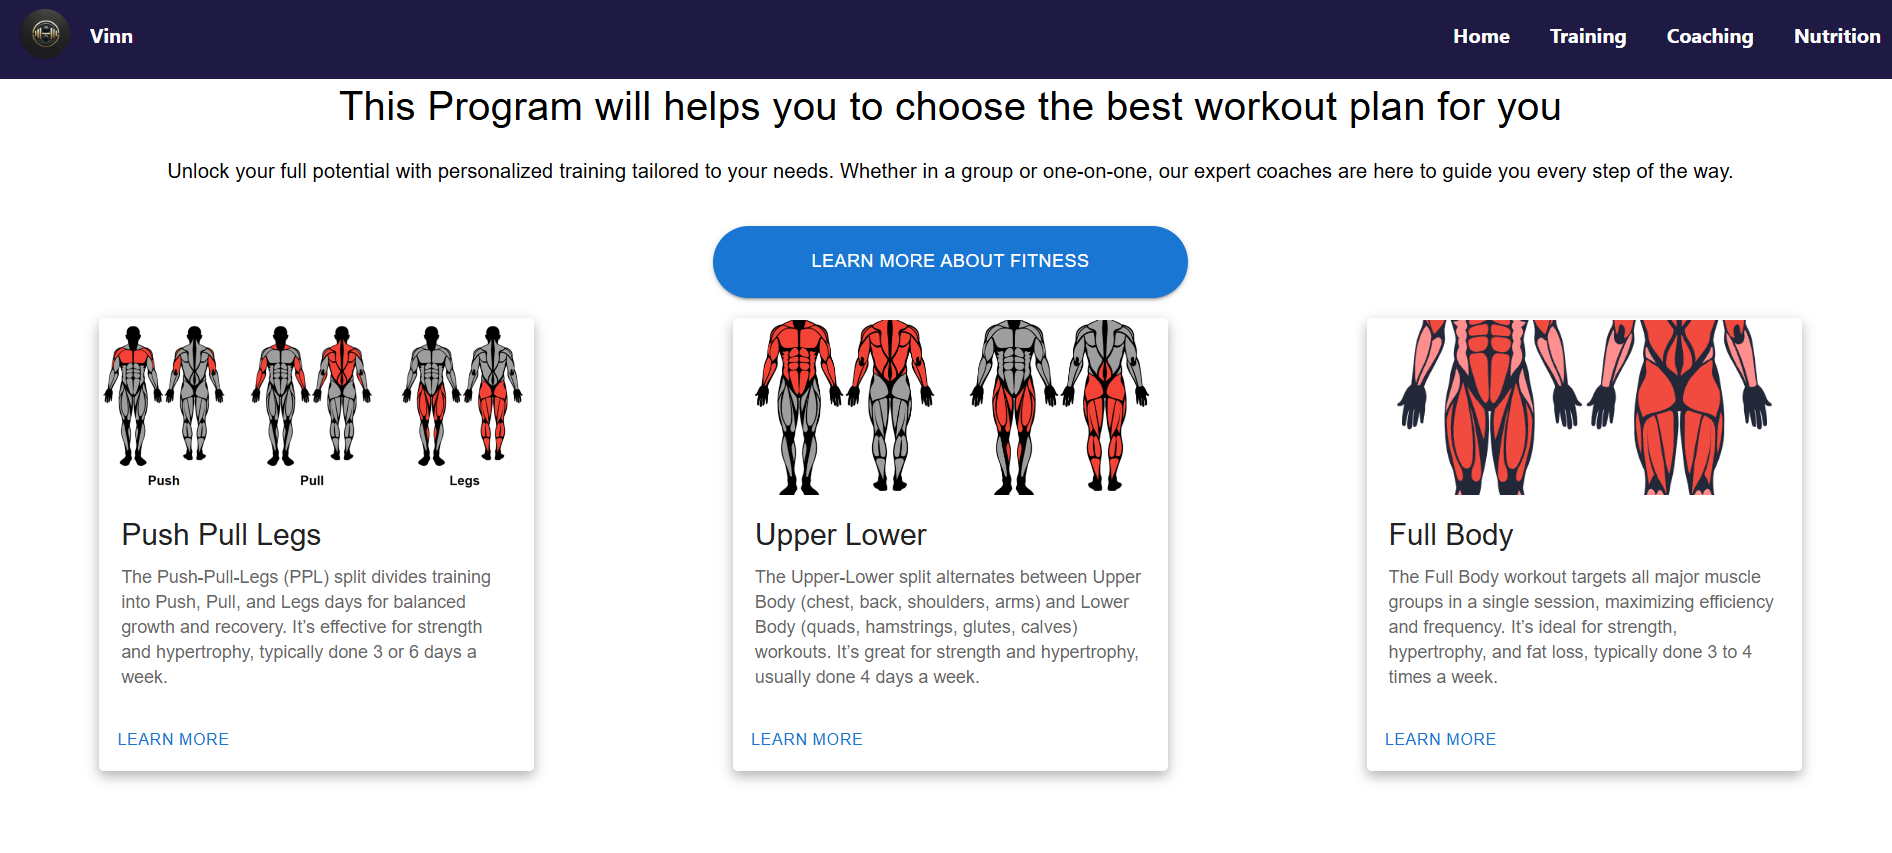 Vinn
Home Training Coaching Nutrition
This Program will helps you to choose the best workout plan for you
Unlock your full potential with personalized training tailored to your needs. Whether in a group or one-on-one, our expert coaches are here to guide you every step of the way.
LEARN MORE ABOUT FITNESS
Push Pull Legs
Push Pull Legs
The Push-Pull-Legs (PPL) split divides training
into Push, Pull, and Legs days for balanced
growth and recovery. It’s effective for strength
and hypertrophy, typically done 3 or 6 days a
week.
LEARN MORE
Upper Lower
The Upper-Lower split alternates between Upper
Body (chest, back, shoulders, arms) and Lower
Body (quads, hamstrings, glutes, calves)
workouts. It’s great for strength and hypertrophy,
usually done 4 days a week.
LEARN MORE
Full Body
The Full Body workout targets all major muscle
groups in a single session, maximizing efficiency
and frequency. It’s ideal for strength,
hypertrophy, and fat loss, typically done 3 to 4
times a week.
LEARN MORE